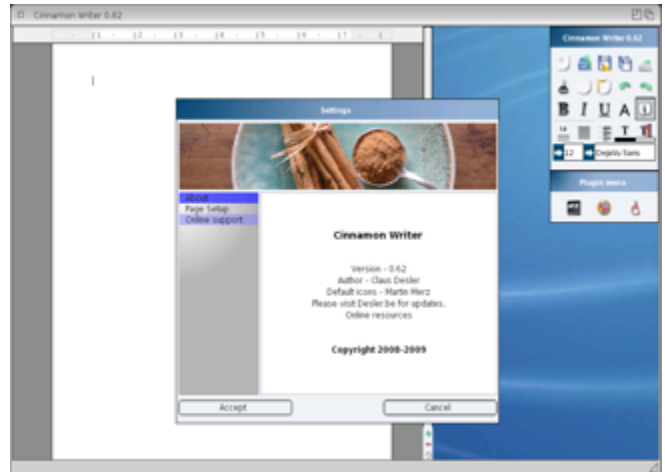 Cinnamon Writer 0.62
Cinnamon Writer 0.62
Settings
B I U A
12
DejaVu Sans
Plugin menu
About
Page Setup
Online support
Cinnamon Writer
Version - 0.62
Author - Claus Desler
Default icons - Martin Merz
Please visit Desler.be for updates.
Online resources
Copyright 2008-2009
Accept
Cancel